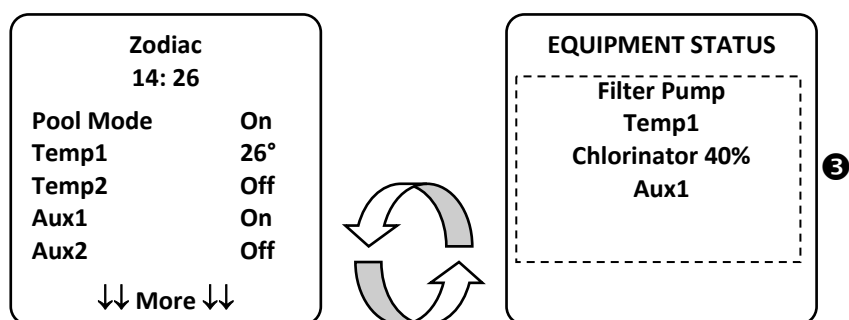 Zodiac
14: 26
Pool Mode On
Temp1 26°
Temp2 Off
Aux1 On
Aux2 Off
↓↓ More ↓↓
EQUIPMENT STATUS
Filter Pump
Temp1
Chlorinator 40%
Aux1
❸